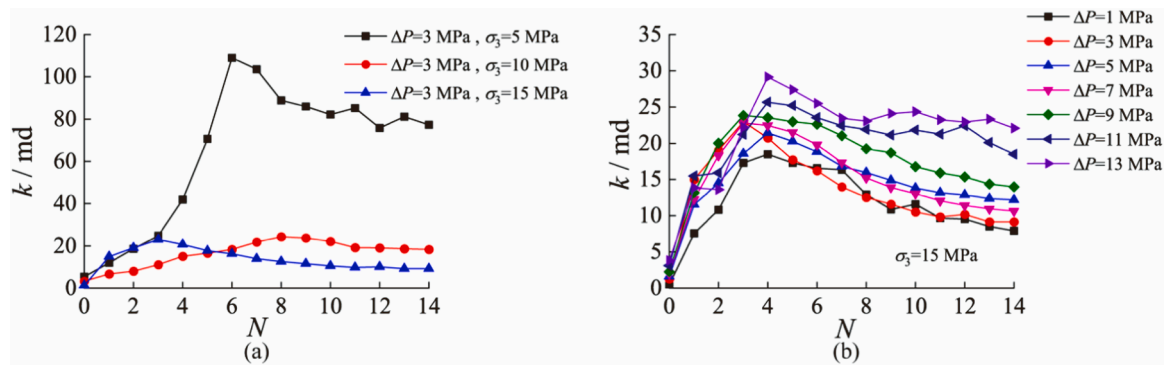 120
100
80
60
40
20
0
k / md
0 2 4 6 8 10 12 14
N
(a)
ΔP=3 MPa , σ3=5 MPa
ΔP=3 MPa , σ3=10 MPa
ΔP=3 MPa , σ3=15 MPa
35
30
25
20
15
10
5
0
k / md
0 2 4 6 8 10 12 14
N
(b)
σ3=15 MPa
ΔP=1 MPa
ΔP=3 MPa
ΔP=5 MPa
ΔP=7 MPa
ΔP=9 MPa
ΔP=11 MPa
ΔP=13 MPa